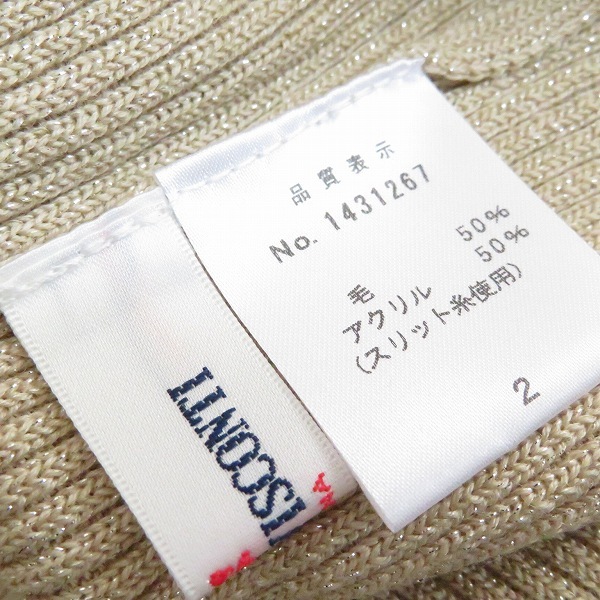 品質表示
No. 1431267
毛 50%
アクリル 50%
(スリット糸使用)
2
ISCONTI